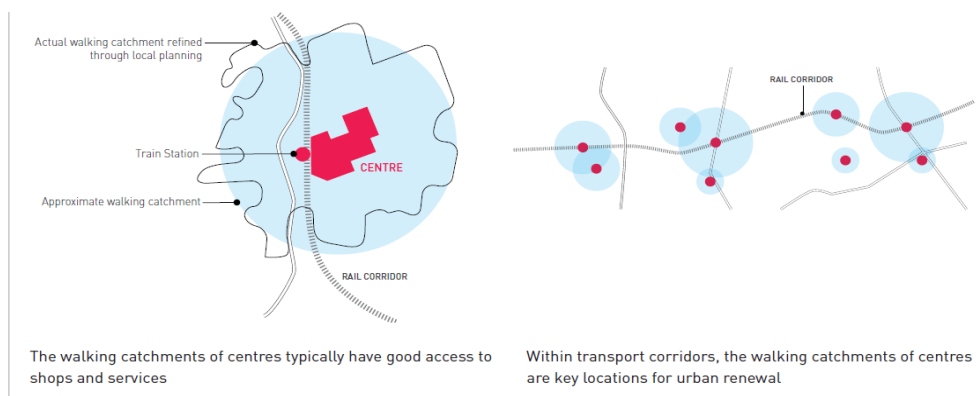 Actual walking catchment refined
through local planning
Train Station
CENTRE
Approximate walking catchment
RAIL CORRIDOR
The walking catchments of centres typically have good access to
shops and services
RAIL CORRIDOR
Within transport corridors, the walking catchments of centres
are key locations for urban renewal